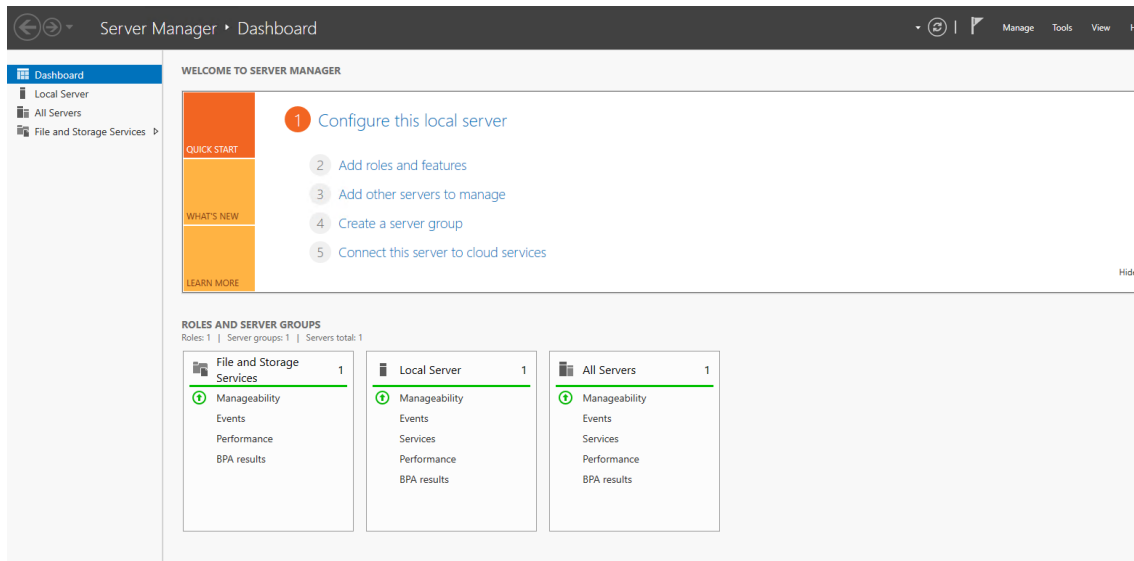 Server Manager ‣ Dashboard
Manage Tools View H
Dashboard
Local Server
All Servers
File and Storage Services
WELCOME TO SERVER MANAGER
QUICK START
WHAT'S NEW
LEARN MORE
1 Configure this local server
2 Add roles and features
3 Add other servers to manage
4 Create a server group
5 Connect this server to cloud services
Hide
ROLES AND SERVER GROUPS
Roles: 1 | Server groups: 1 | Servers total: 1
File and Storage
Services
1
Manageability
Events
Performance
BPA results
Local Server 1
Manageability
Events
Services
Performance
BPA results
All Servers 1
Manageability
Events
Services
Performance
BPA results